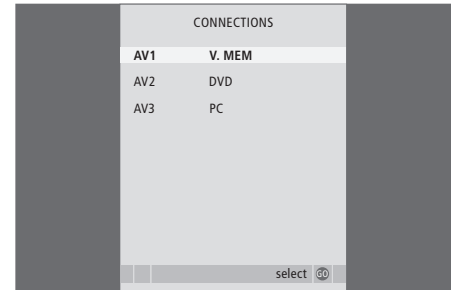 CONNECTIONS
AV1 V. MEM
AV2 DVD
AV3 PC
select GO